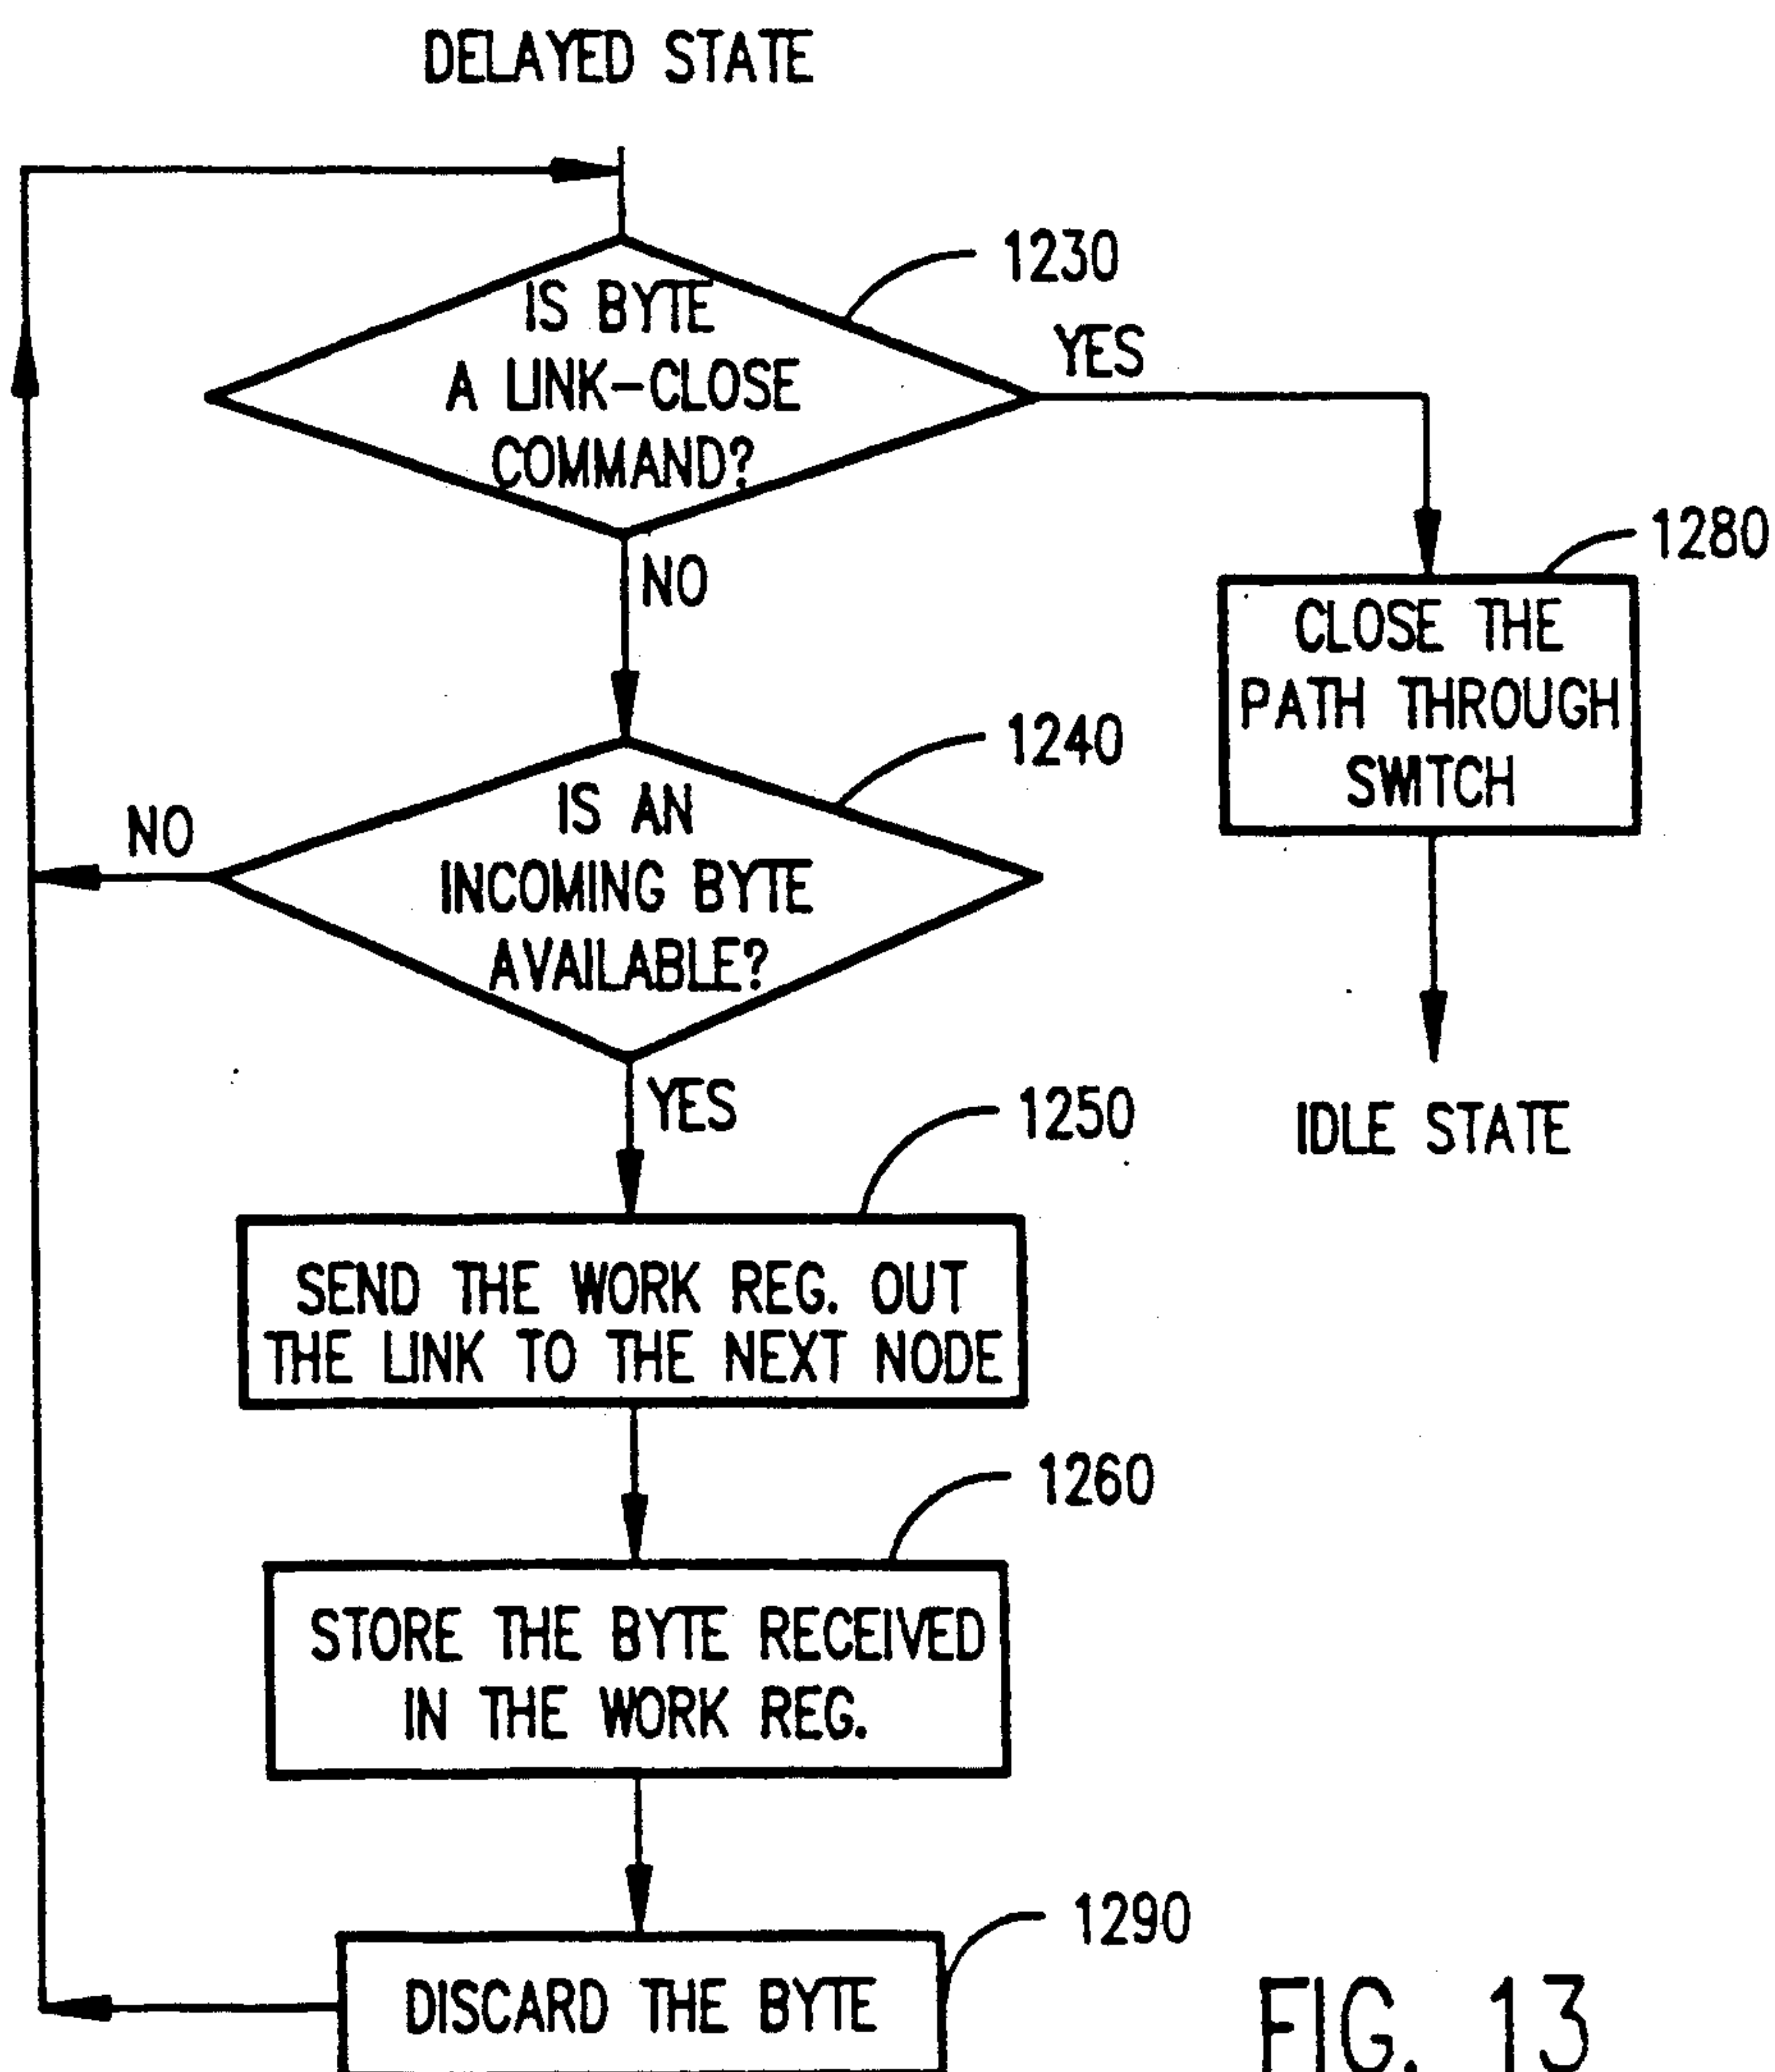 DELAYED STATE
1230
IS BYTE
A LINK-CLOSE
COMMAND?
YES
NO
1280
CLOSE THE
PATH THROUGH
SWITCH
IDLE STATE
1240
IS AN
INCOMING BYTE
AVAILABLE?
NO
YES
1250
SEND THE WORK REG. OUT
THE LINK TO THE NEXT NODE
1260
STORE THE BYTE RECEIVED
IN THE WORK REG.
1290
DISCARD THE BYTE
FIG. 13